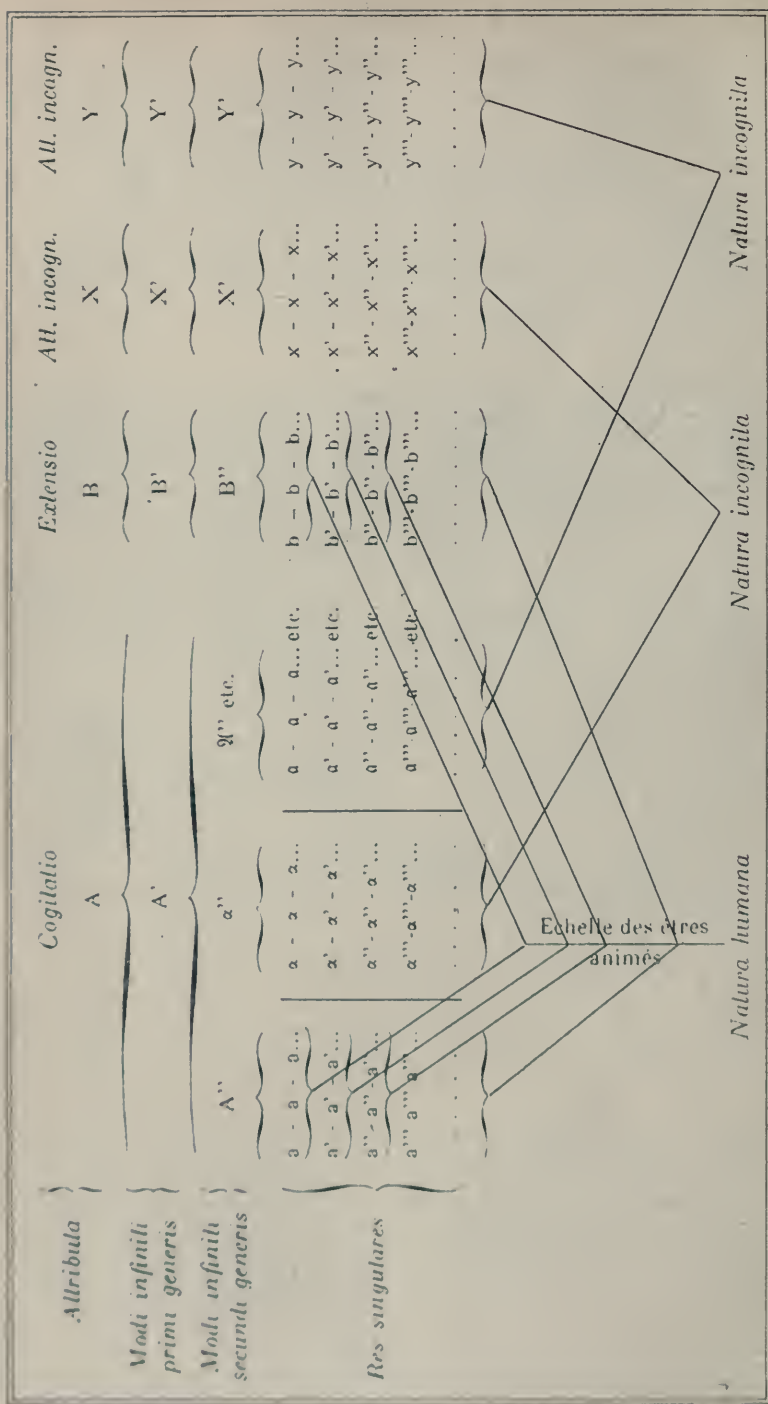 Cogitatio Extensio Att. incogn. Att. incogn.
Attributa A B X Y
Modi infiniti
primi generis A' B' X' Y'
Modi infiniti
secundi generis A'' α'' 𝔄'' etc. B'' X' Y'
Res singulares
a - a - a... α - α - α... a - a - a... etc. b - b - b... x - x - x... y - y - y...
a' - a' - a'... α' - α' - α'... a' - a' - a'... etc. b' - b' - b'... x' - x' - x'... y' - y' - y'...
a'' - a'' - a''... α'' - α'' - α''... a'' - a'' - a''... etc. b'' - b'' - b''... x'' - x'' - x''... y'' - y'' - y''...
a''' a''' a'''... α''' - α''' - α'''... a''' a''' a'''... etc. b''' - b''' - b'''... x''' - x''' - x'''... y''' - y''' - y'''...
Echelle des êtres
animés
Natura humana Natura incognita Natura incognita